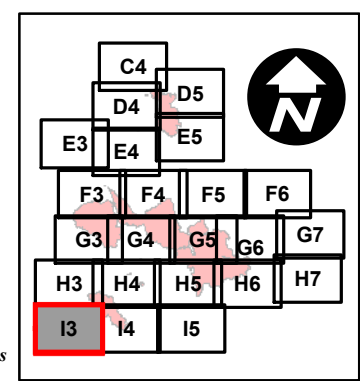 C4
D4 D5
E3 E4 E5
N
F3 F4 F5 F6
G3 G4 G5 G6 G7
H3 H4 H5 H6 H7
I3 I4 I5
s